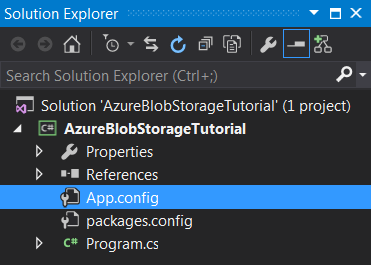 Solution Explorer
Search Solution Explorer (Ctrl+;)
Solution 'AzureBlobStorageTutorial' (1 project)
C# AzureBlobStorageTutorial
Properties
References
App.config
packages.config
C# Program.cs